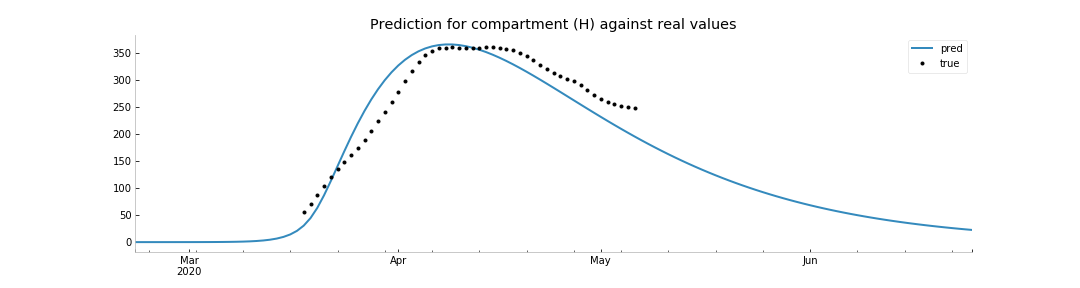 Prediction for compartment (H) against real values
350
300
250
200
150
100
50
0
pred
true
Mar
2020
Apr
May
Jun